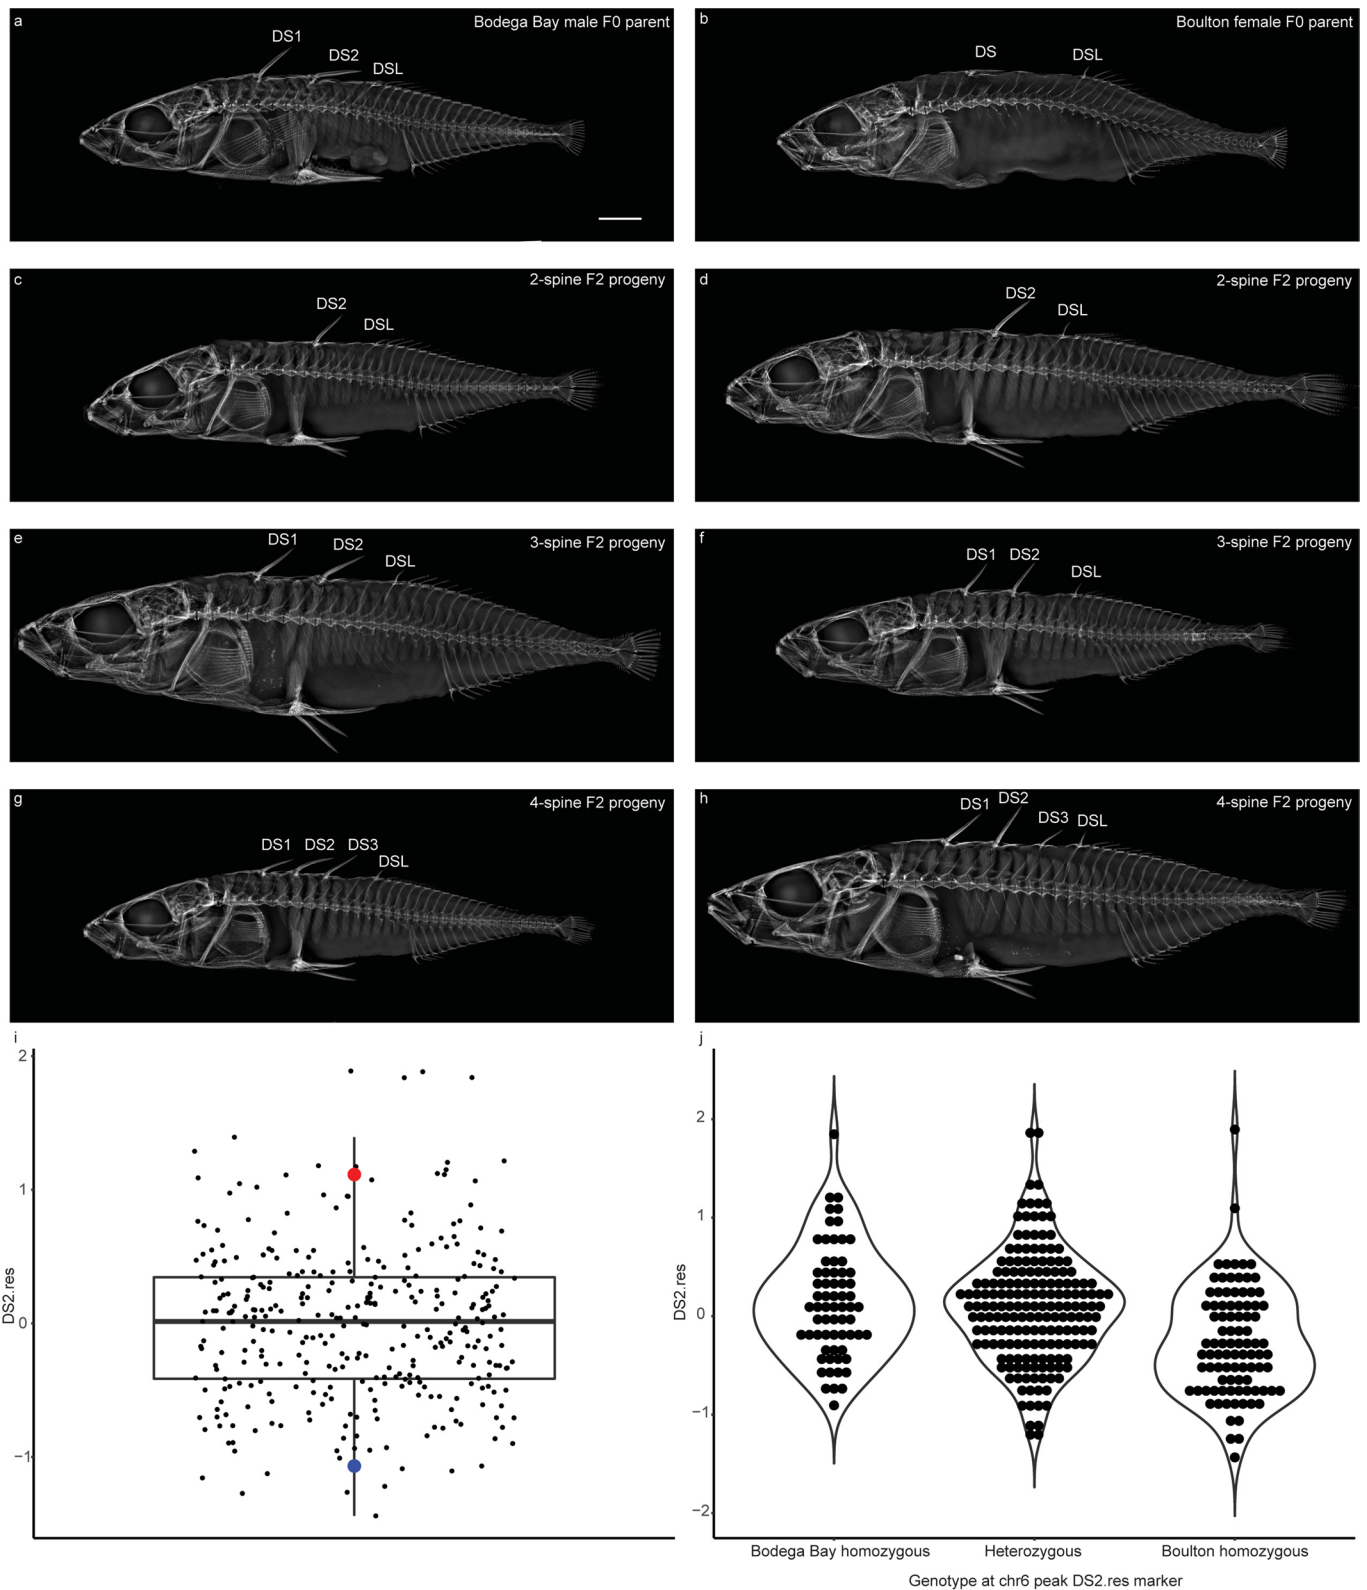 a
Bodega Bay male F0 parent
DS1
DS2
DSL
b
Boulton female F0 parent
DS
DSL
c
2-spine F2 progeny
DS2
DSL
d
2-spine F2 progeny
DS2
DSL
e
3-spine F2 progeny
DS1
DS2
DSL
f
3-spine F2 progeny
DS1
DS2
DSL
g
4-spine F2 progeny
DS1
DS2
DS3
DSL
h
4-spine F2 progeny
DS1
DS2
DS3
DSL
i
2
1
0
−1
DS2.res
j
2
1
0
−1
−2
DS2.res
Bodega Bay homozygous
Heterozygous
Boulton homozygous
Genotype at chr6 peak DS2.res marker